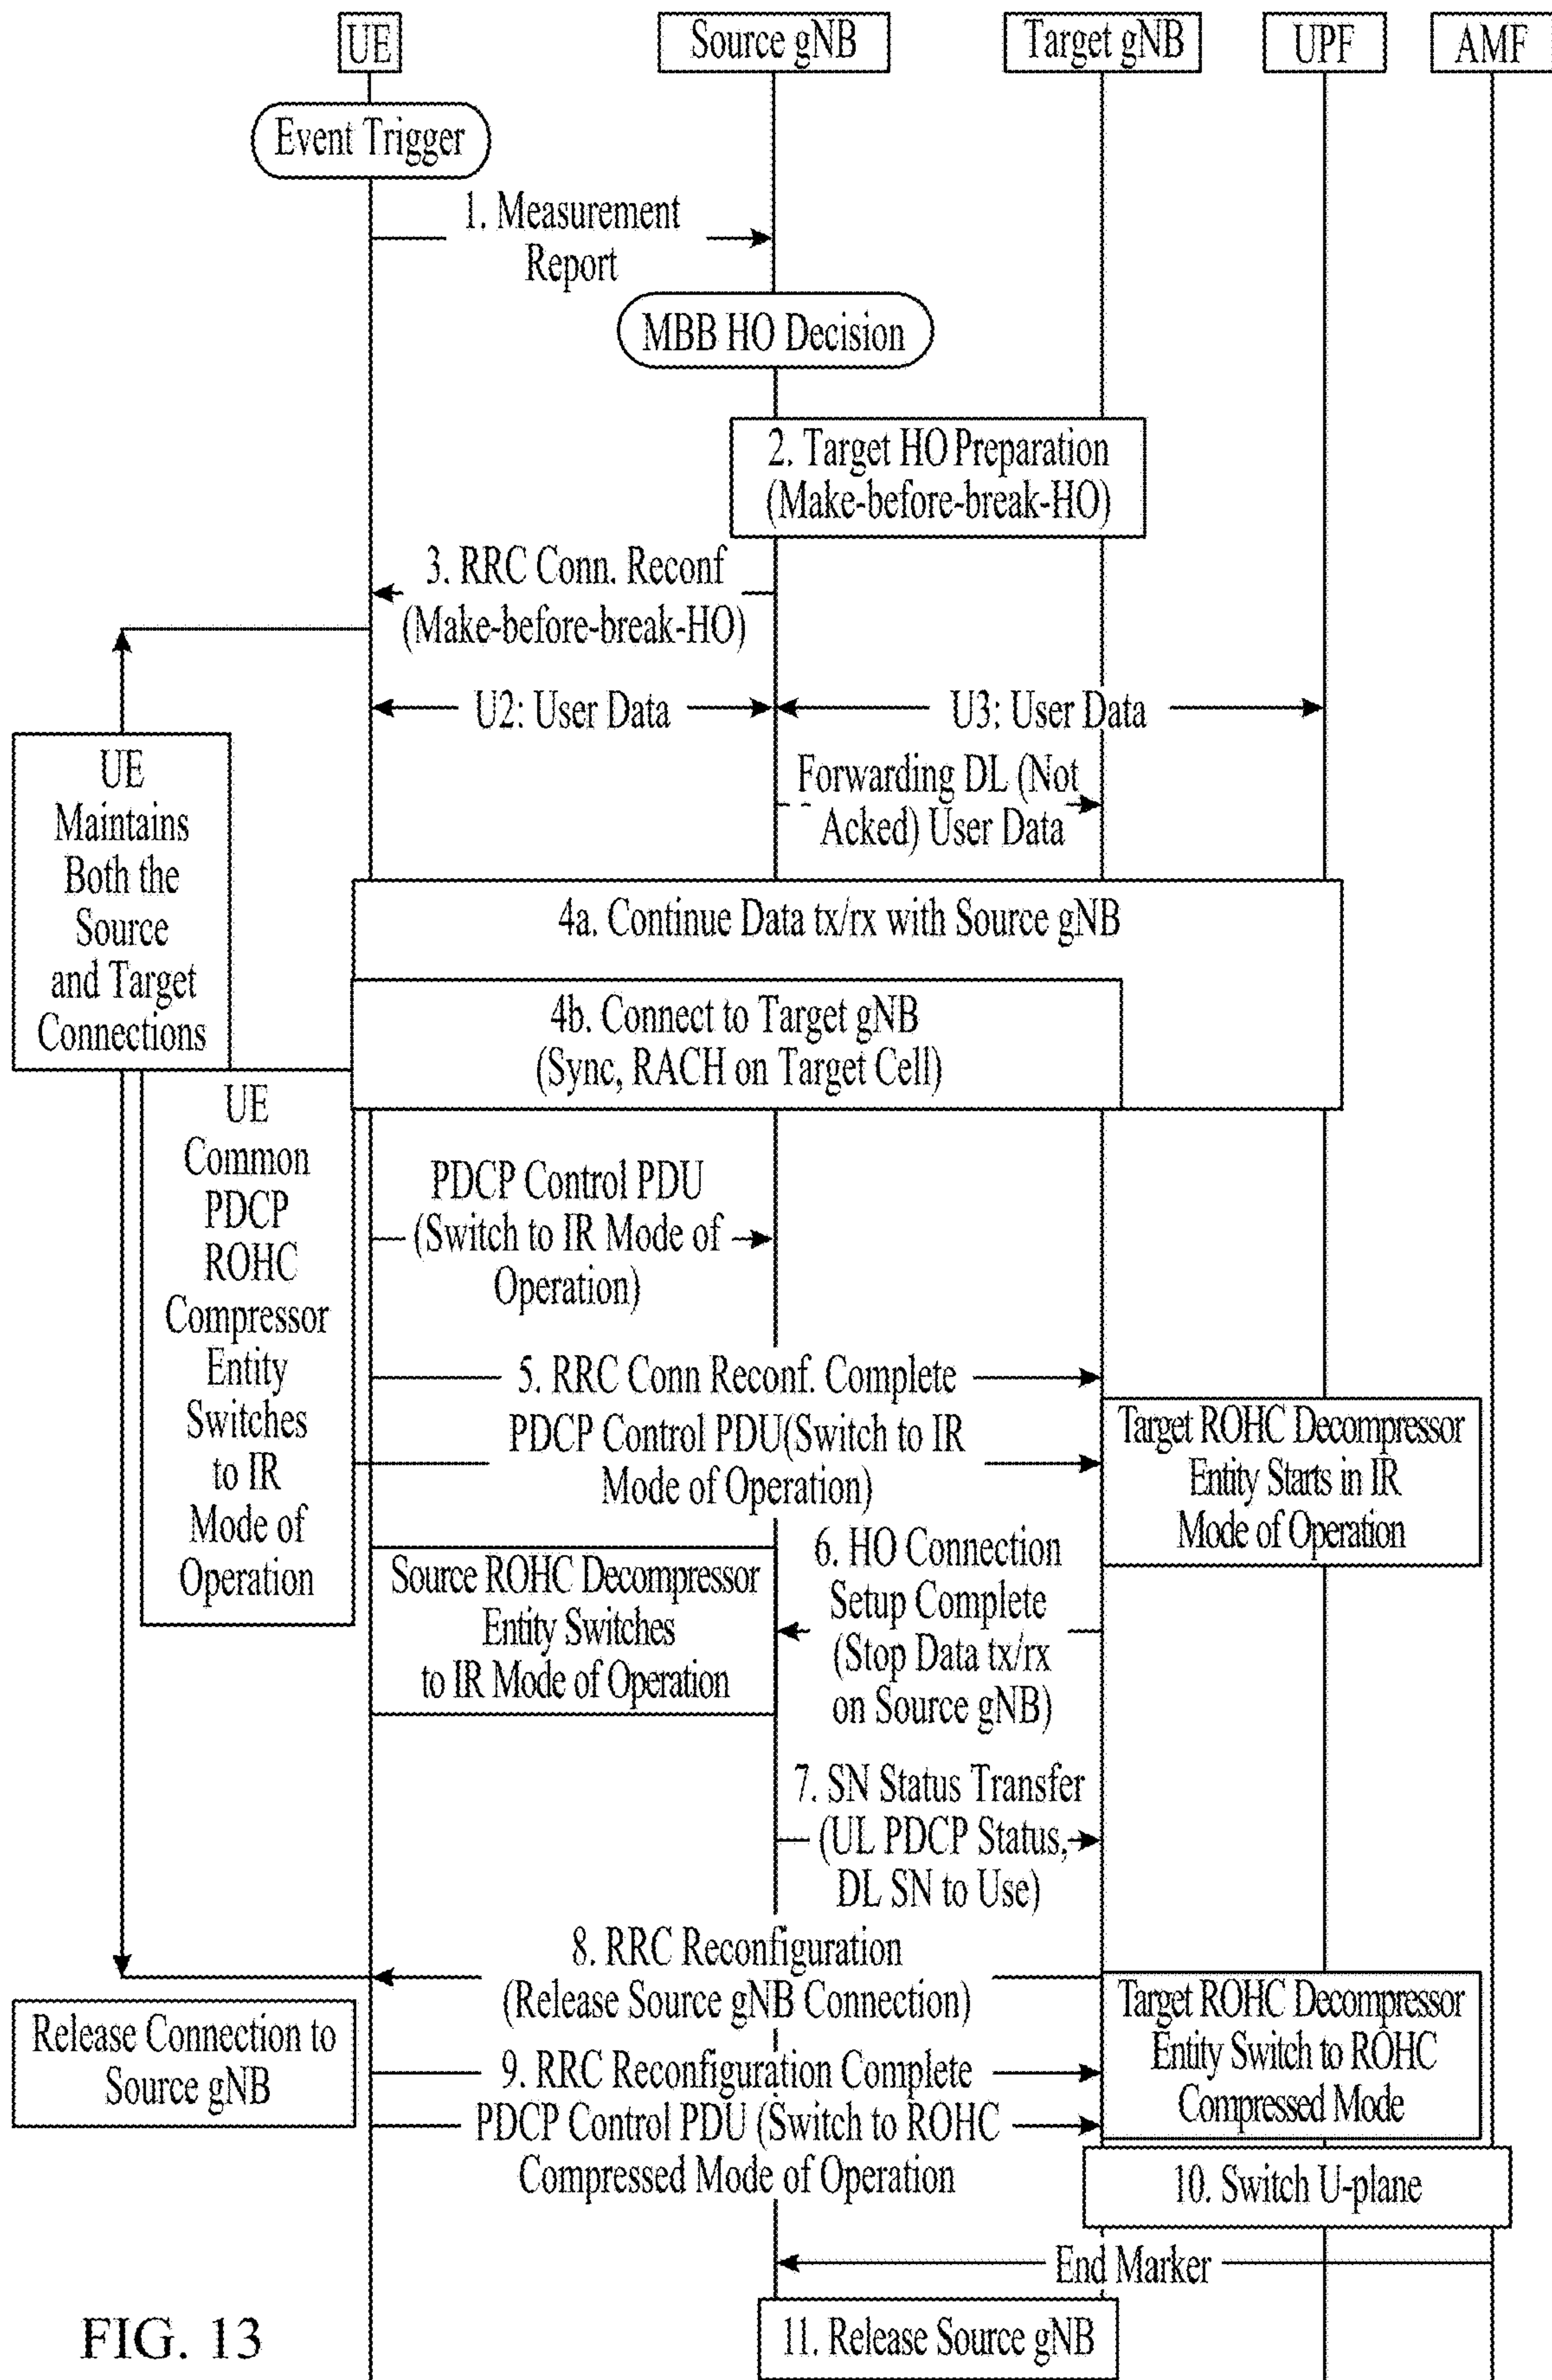 UE
Source gNB
Target gNB
UPF
AMF
Event Trigger
1. Measurement
Report
MBB HO Decision
2. Target HO Preparation
(Make-before-break-HO)
3. RRC Conn. Reconf
(Make-before-break-HO)
U2: User Data
U3: User Data
Forwarding DL (Not
Acked) User Data
UE
Maintains
Both the
Source
and Target
Connections
4a. Continue Data tx/rx with Source gNB
4b. Connect to Target gNB
(Sync, RACH on Target Cell)
UE
Common
PDCP
ROHC
Compressor
Entity
Switches
to IR
Mode of
Operation
PDCP Control PDU
(Switch to IR Mode of
Operation)
5. RRC Conn Reconf. Complete
PDCP Control PDU(Switch to IR
Mode of Operation)
Target ROHC Decompressor
Entity Starts in IR
Mode of Operation
Source ROHC Decompressor
Entity Switches
to IR Mode of Operation
6. HO Connection
Setup Complete
(Stop Data tx/rx
on Source gNB)
7. SN Status Transfer
(UL PDCP Status,
DL SN to Use)
8. RRC Reconfiguration
(Release Source gNB Connection)
Release Connection to
Source gNB
Target ROHC Decompressor
Entity Switch to ROHC
Compressed Mode
9. RRC Reconfiguration Complete
PDCP Control PDU (Switch to ROHC
Compressed Mode of Operation
10. Switch U-plane
End Marker
11. Release Source gNB
FIG. 13